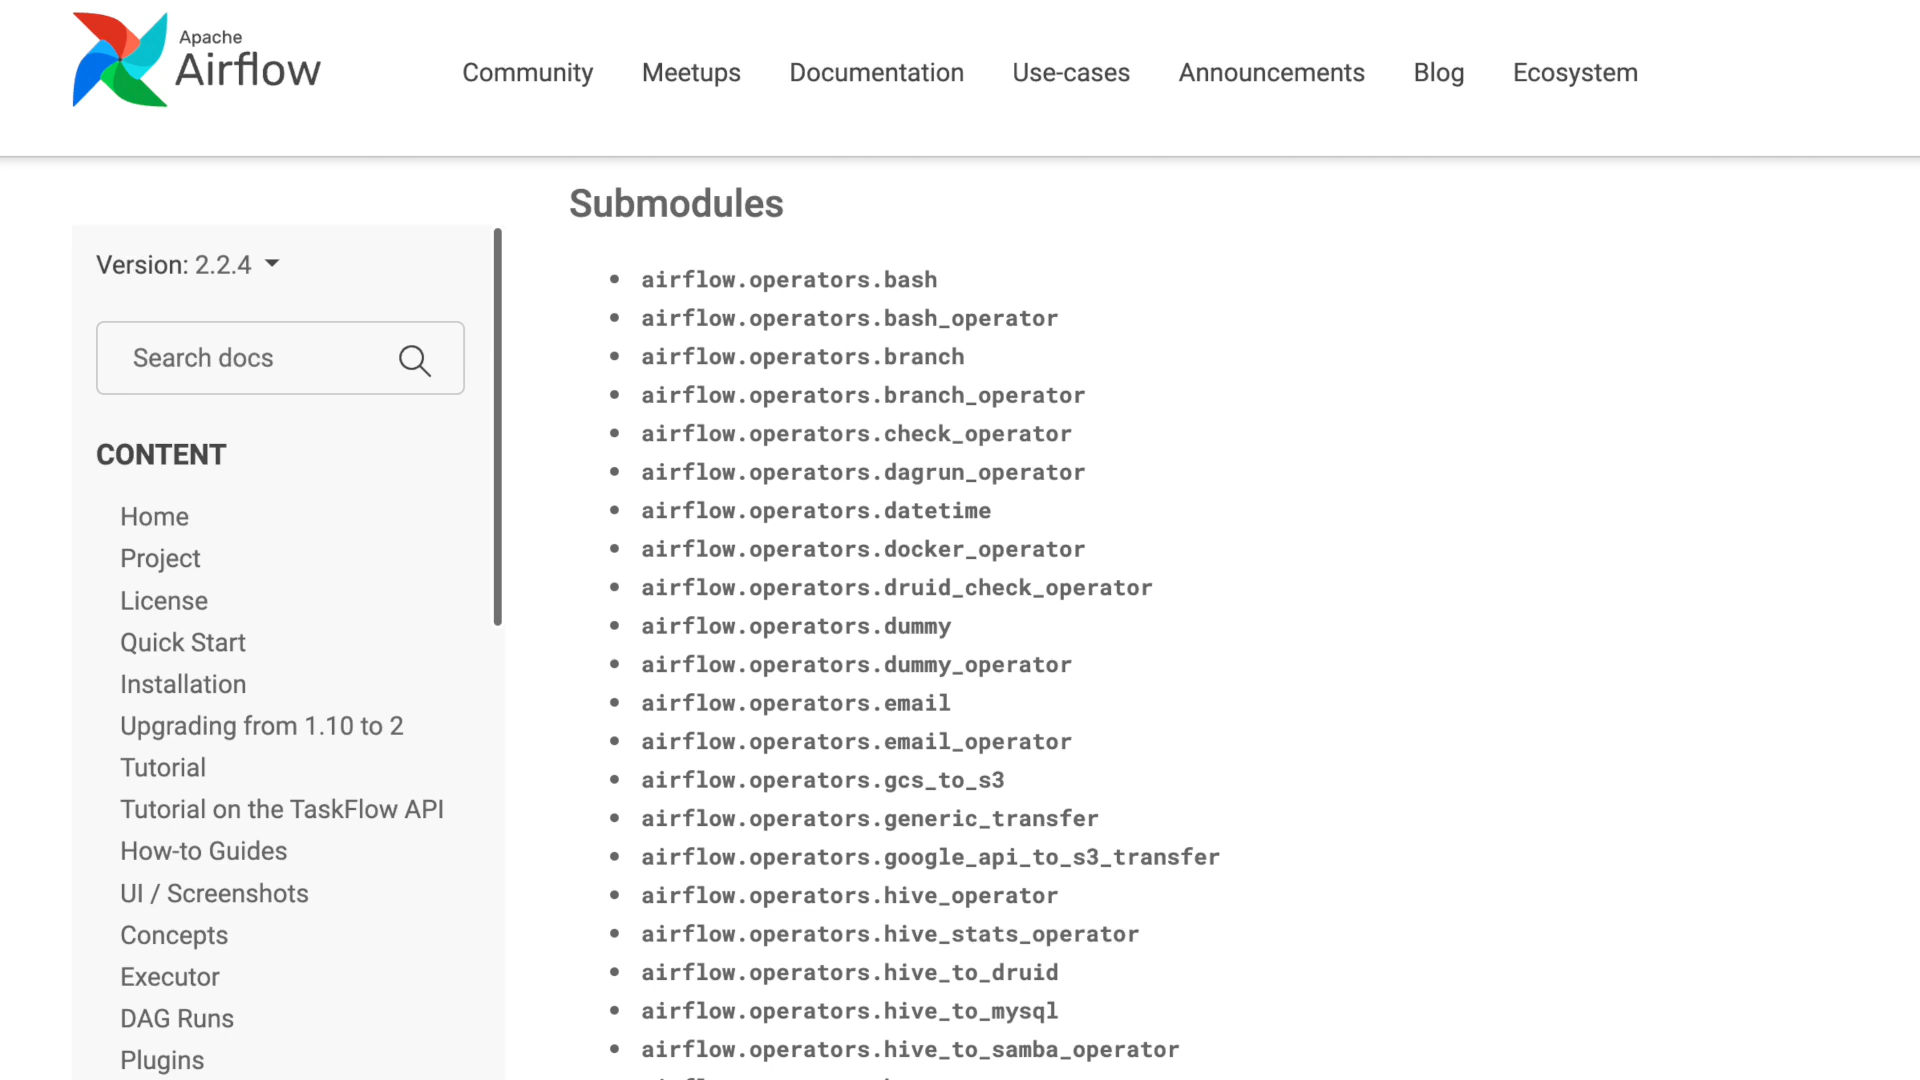 Apache
Airflow
Community Meetups Documentation Use-cases Announcements Blog Ecosystem
Version: 2.2.4
Search docs
CONTENT
Home
Project
License
Quick Start
Installation
Upgrading from 1.10 to 2
Tutorial
Tutorial on the TaskFlow API
How-to Guides
UI / Screenshots
Concepts
Executor
DAG Runs
Plugins
Submodules
airflow.operators.bash
airflow.operators.bash_operator
airflow.operators.branch
airflow.operators.branch_operator
airflow.operators.check_operator
airflow.operators.dagrun_operator
airflow.operators.datetime
airflow.operators.docker_operator
airflow.operators.druid_check_operator
airflow.operators.dummy
airflow.operators.dummy_operator
airflow.operators.email
airflow.operators.email_operator
airflow.operators.gcs_to_s3
airflow.operators.generic_transfer
airflow.operators.google_api_to_s3_transfer
airflow.operators.hive_operator
airflow.operators.hive_stats_operator
airflow.operators.hive_to_druid
airflow.operators.hive_to_mysql
airflow.operators.hive_to_samba_operator